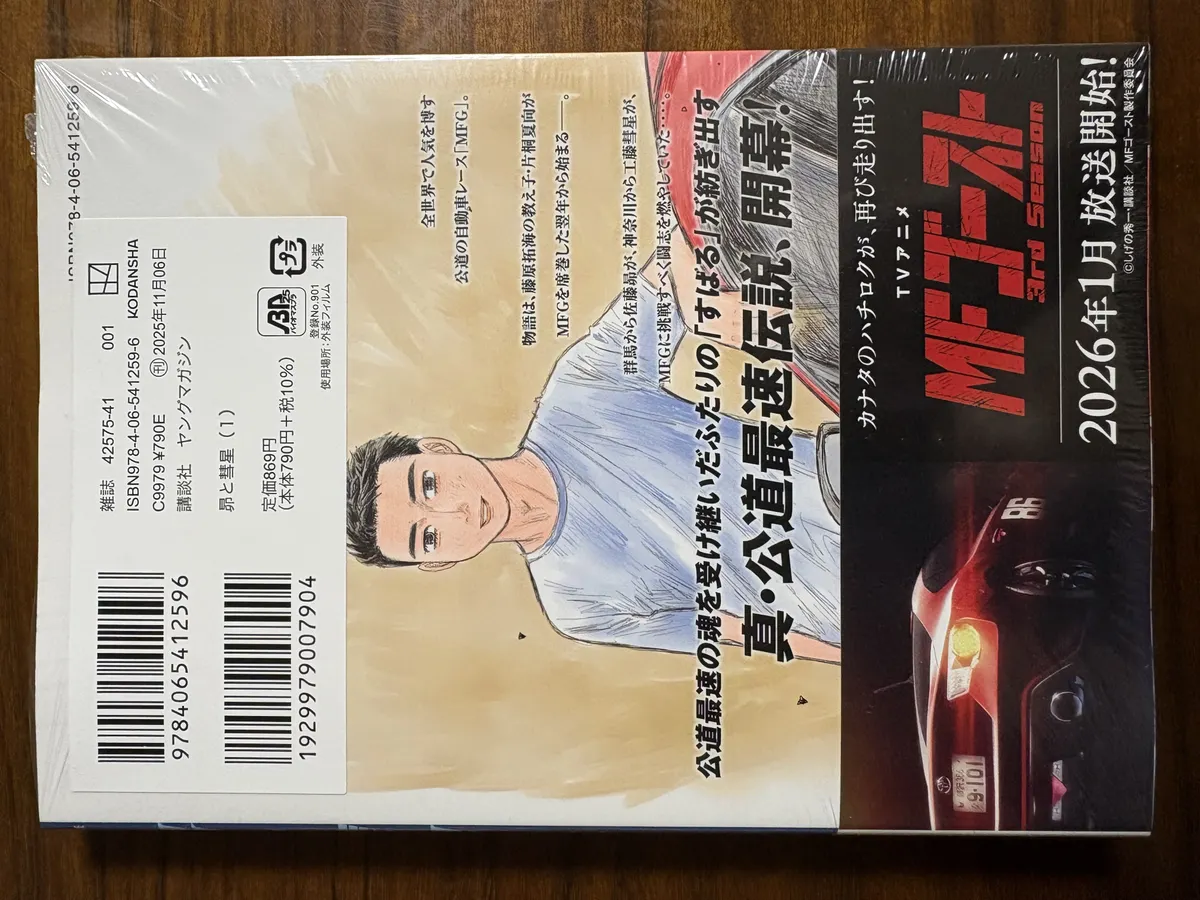 ISBN978-4-06-541259-6
雑誌 42575-41 001
ISBN978-4-06-541259-6 KODANSHA
C9979 ¥790E 刊2025年11月06日
講談社 ヤングマガジン
昴と彗星(1)
定価869円
(本体790円+税10%)
プラ
外装
バイオマスインク
登録No.901
使用場所:外装フィルム
9784065412596
1929979007904
全世界で人気を博す
公道の自動車レース「MFG」。
物語は、藤原拓海の教え子・片桐夏向が
MFGを席巻した翌年から始まる──。
群馬から佐藤昴が、神奈川から工藤彗星が、
MFGに挑戦すべく闘志を燃やしていた……。
公道最速の魂を受け継いだふたりの「すばる」が紡ぎ出す
真・公道最速伝説、開幕!
カナタのハチロクが、再び走り出す!
TVアニメ
MFゴースト
3rd Season
2026年1月 放送開始!
©しげの秀一・講談社/MFゴースト製作委員会
86
9-101